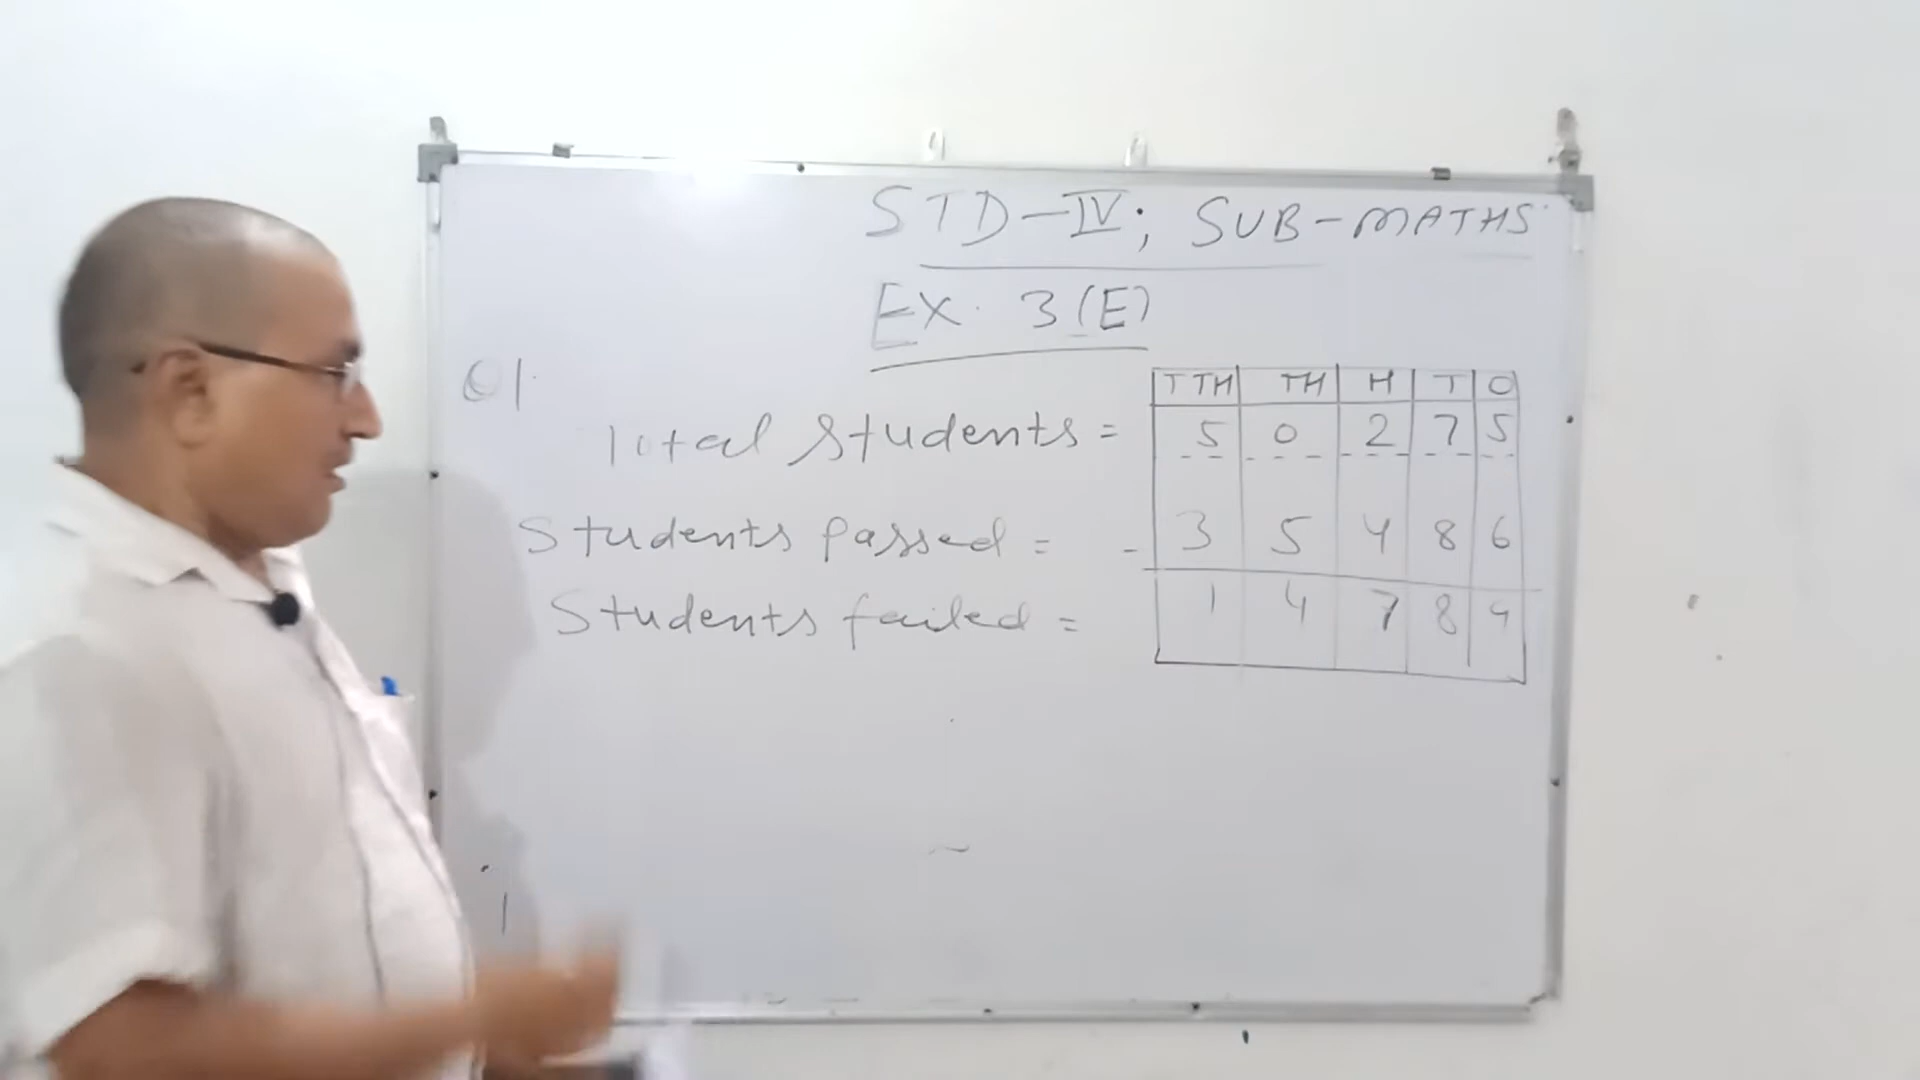 STD-IV; SUB-MATHS
EX. 3(E)
Q1.
T TH TH H T O
Total Students = 5 0 2 7 5
Students passed = - 3 5 4 8 6
Students failed = 1 4 7 8 9